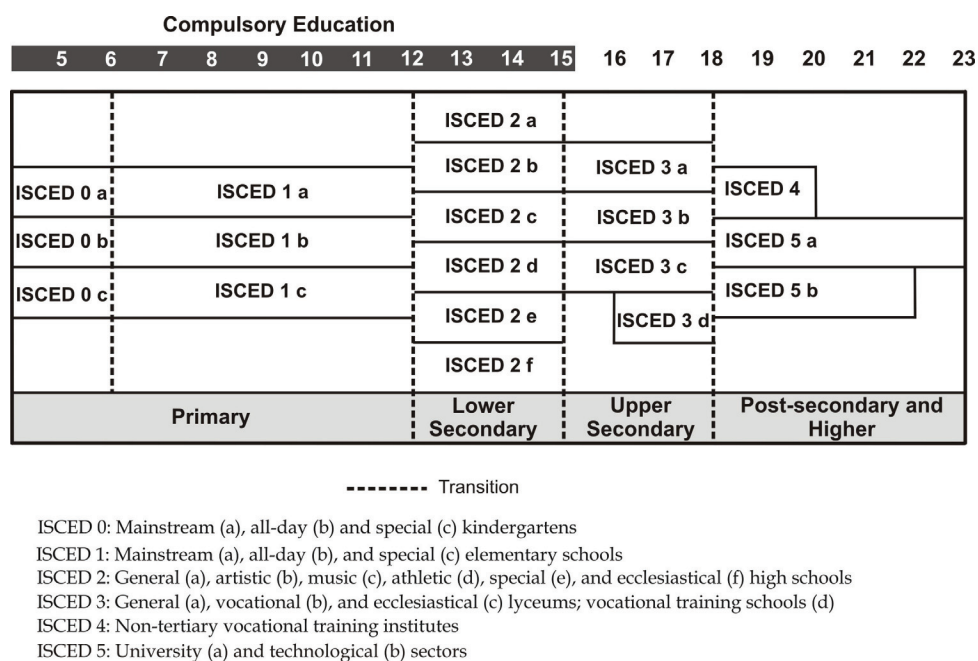 Compulsory Education
5 6 7 8 9 10 11 12 13 14 15 16 17 18 19 20 21 22 23
ISCED 2 a
ISCED 2 b
ISCED 3 a
ISCED 0 a
ISCED 1 a
ISCED 4
ISCED 2 c
ISCED 3 b
ISCED 0 b
ISCED 1 b
ISCED 5 a
ISCED 2 d
ISCED 3 c
ISCED 0 c
ISCED 1 c
ISCED 5 b
ISCED 2 e
ISCED 3 d
ISCED 2 f
Primary
Lower
Secondary
Upper
Secondary
Post-secondary and
Higher
Transition
ISCED 0: Mainstream (a), all-day (b) and special (c) kindergartens
ISCED 1: Mainstream (a), all-day (b), and special (c) elementary schools
ISCED 2: General (a), artistic (b), music (c), athletic (d), special (e), and ecclesiastical (f) high schools
ISCED 3: General (a), vocational (b), and ecclesiastical (c) lyceums; vocational training schools (d)
ISCED 4: Non-tertiary vocational training institutes
ISCED 5: University (a) and technological (b) sectors